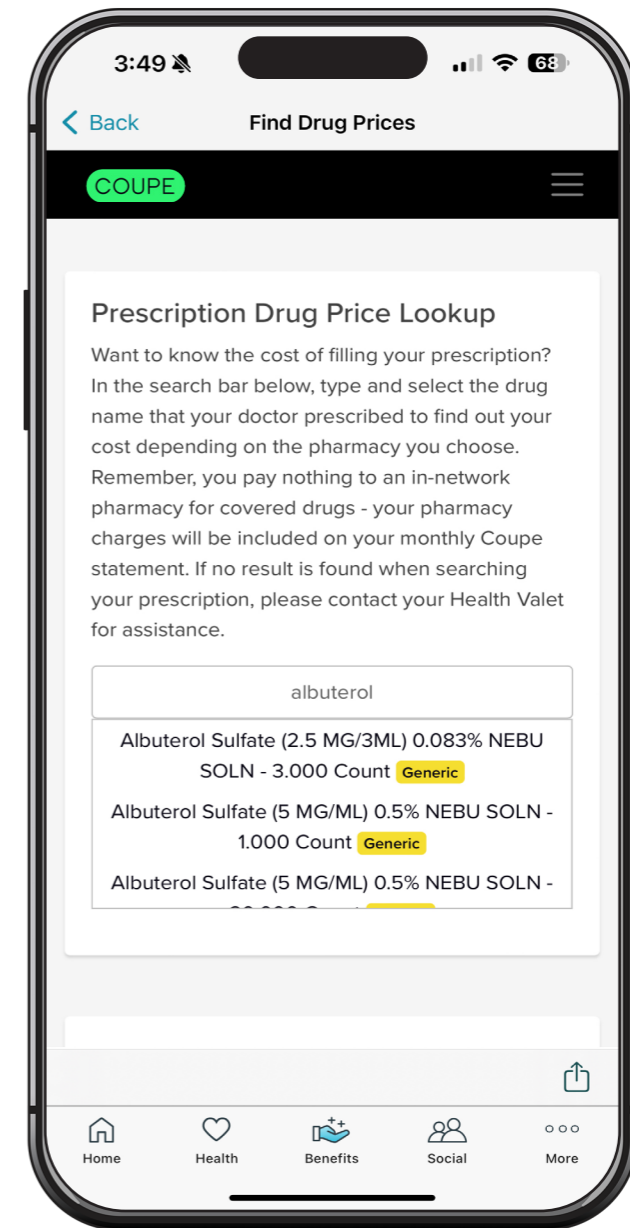 3:49
68
Back
Find Drug Prices
COUPE
Prescription Drug Price Lookup
Want to know the cost of filling your prescription?
In the search bar below, type and select the drug
name that your doctor prescribed to find out your
cost depending on the pharmacy you choose.
Remember, you pay nothing to an in-network
pharmacy for covered drugs - your pharmacy
charges will be included on your monthly Coupe
statement. If no result is found when searching
your prescription, please contact your Health Valet
for assistance.
albuterol
Albuterol Sulfate (2.5 MG/3ML) 0.083% NEBU
SOLN - 3.000 Count Generic
Albuterol Sulfate (5 MG/ML) 0.5% NEBU SOLN -
1.000 Count Generic
Albuterol Sulfate (5 MG/ML) 0.5% NEBU SOLN -
Home
Health
Benefits
Social
More